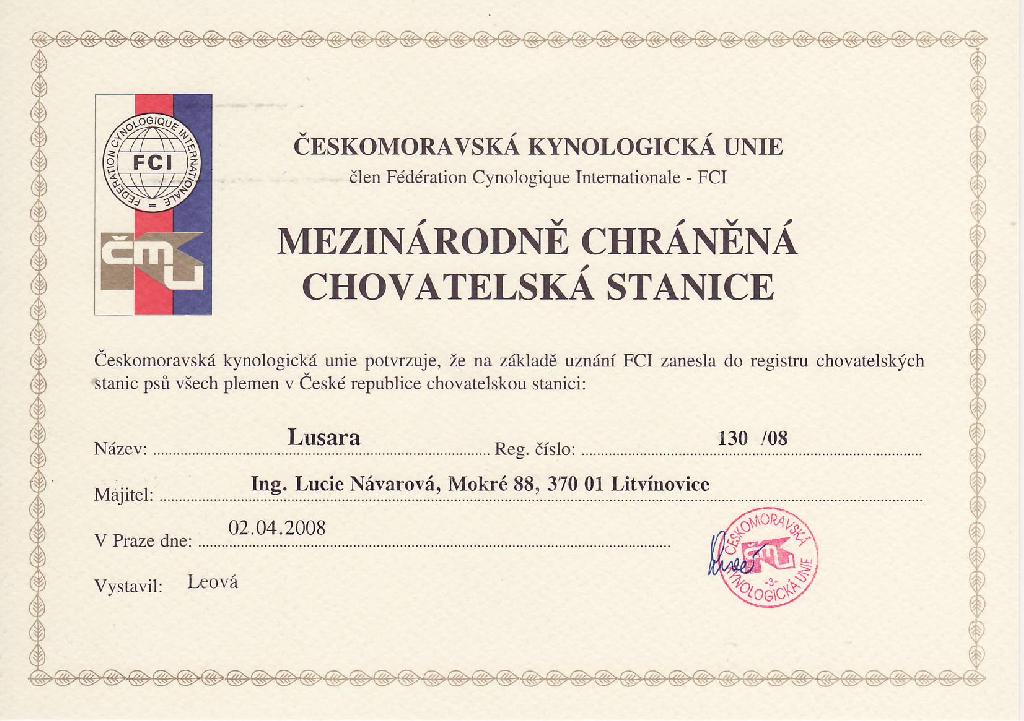 FÉDÉRATION CYNOLOGIQUE INTERNATIONALE
FCI
čmu
ČESKOMORAVSKÁ KYNOLOGICKÁ UNIE
člen Fédération Cynologique Internationale - FCI
MEZINÁRODNĚ CHRÁNĚNÁ
CHOVATELSKÁ STANICE
Českomoravská kynologická unie potvrzuje, že na základě uznání FCI zanesla do registru chovatelských
stanic psů všech plemen v České republice chovatelskou stanici:
Název: Lusara Reg. číslo: 130 /08
Majitel: Ing. Lucie Návarová, Mokré 88, 370 01 Litvínovice
V Praze dne: 02.04.2008
Vystavil: Leová
ČESKOMORAVSKÁ
čmu
-3-
KYNOLOGICKÁ UNIE